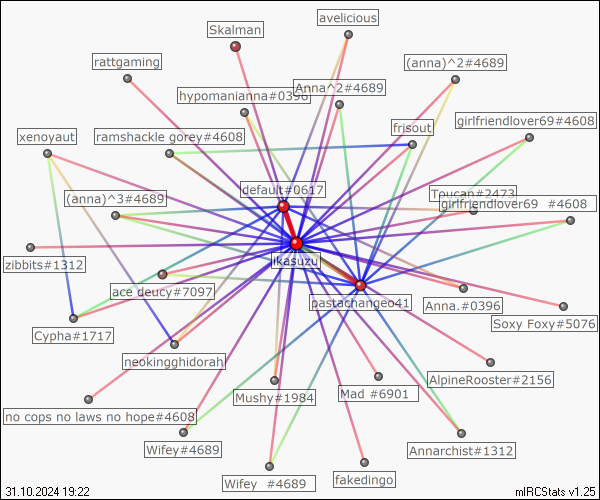 avelicious
Skalman
rattgaming
(anna)^2#4689
Anna^2#4689
hypomanianna#0396
girlfriendlover69#4608
frisout
xenoyaut
ramshackle gorey#4608
default#0617
Toucan#2473
(anna)^3#4689
girlfriendlover69 #4608
ikasuzu
zibbits#1312
ace deucy#7097
pastachangeo41
Anna.#0396
Soxy Foxy#5076
Cypha#1717
neokingghidorah
AlpineRooster#2156
Mushy#1984
Mad #6901
no cops no laws no hope#4608
Wifey#4689
Annarchist#1312
Wifey #4689
fakedingo
31.10.2024 19:22
mIRCStats v1.25